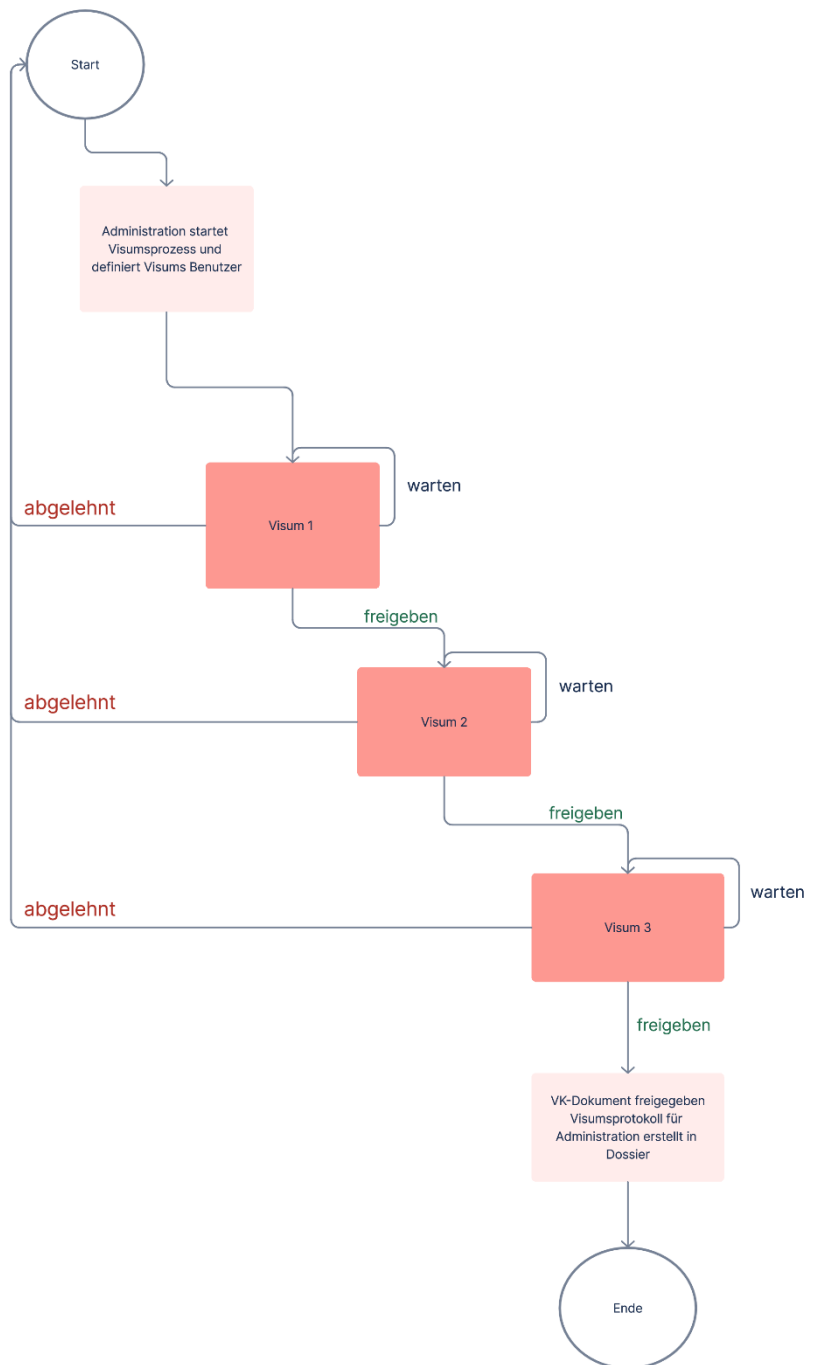 Start
Administration startet
Visumsprozess und
definiert Visums Benutzer
warten
abgelehnt
Visum 1
freigeben
warten
abgelehnt
Visum 2
freigeben
warten
abgelehnt
Visum 3
freigeben
VK-Dokument freigegeben
Visumsprotokoll für
Administration erstellt in
Dossier
Ende